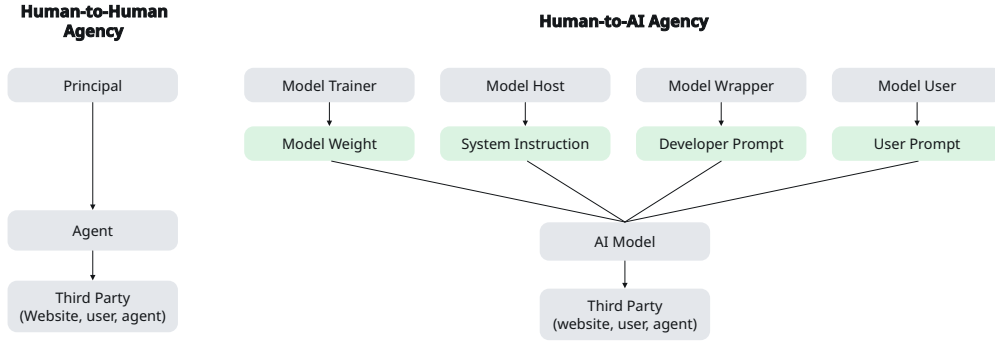 Human-to-Human
Agency
Human-to-AI Agency
Principal
Model Trainer
Model Host
Model Wrapper
Model User
Model Weight
System Instruction
Developer Prompt
User Prompt
Agent
AI Model
Third Party
(Website, user, agent)
Third Party
(website, user, agent)